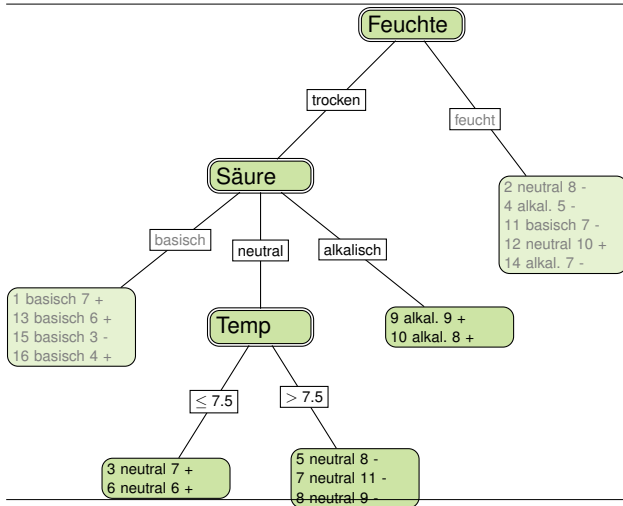 Feuchte
trocken
feucht
Säure
2 neutral 8 -
4 alkal. 5 -
11 basisch 7 -
12 neutral 10 +
14 alkal. 7 -
basisch
neutral
alkalisch
1 basisch 7 +
13 basisch 6 +
15 basisch 3 -
16 basisch 4 +
Temp
9 alkal. 9 +
10 alkal. 8 +
≤ 7.5
> 7.5
3 neutral 7 +
6 neutral 6 +
5 neutral 8 -
7 neutral 11 -
8 neutral 9 -